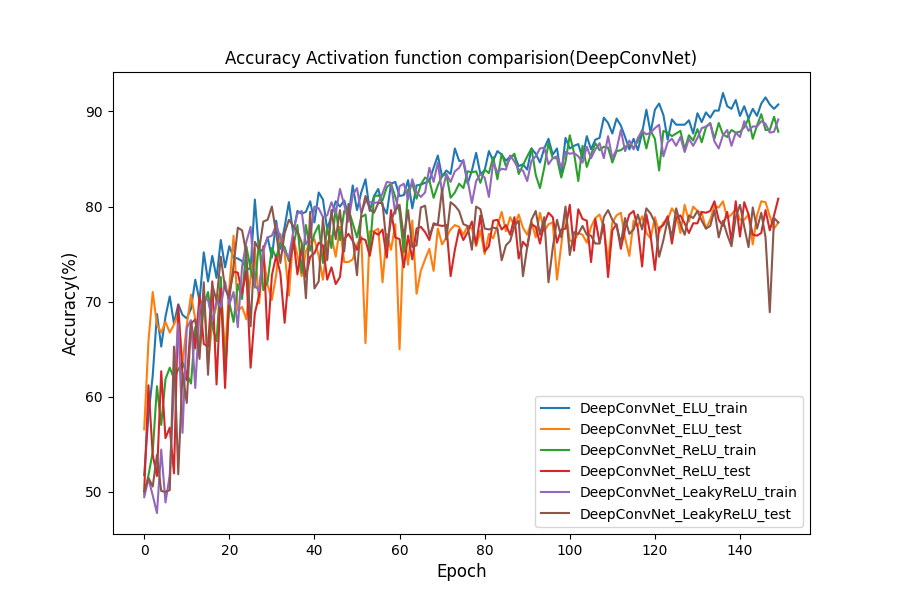 Accuracy Activation function comparision(DeepConvNet)
Accuracy(%)
90
80
70
60
50
0 20 40 60 80 100 120 140
Epoch
DeepConvNet_ELU_train
DeepConvNet_ELU_test
DeepConvNet_ReLU_train
DeepConvNet_ReLU_test
DeepConvNet_LeakyReLU_train
DeepConvNet_LeakyReLU_test